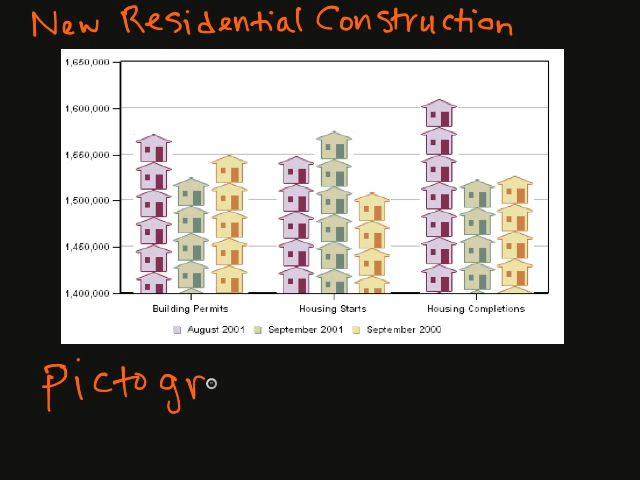 New Residential Construction
1,650,000
1,600,000
1,550,000
1,500,000
1,450,000
1,400,000
Building Permits Housing Starts Housing Completions
August 2001 September 2001 September 2000
Pictogr